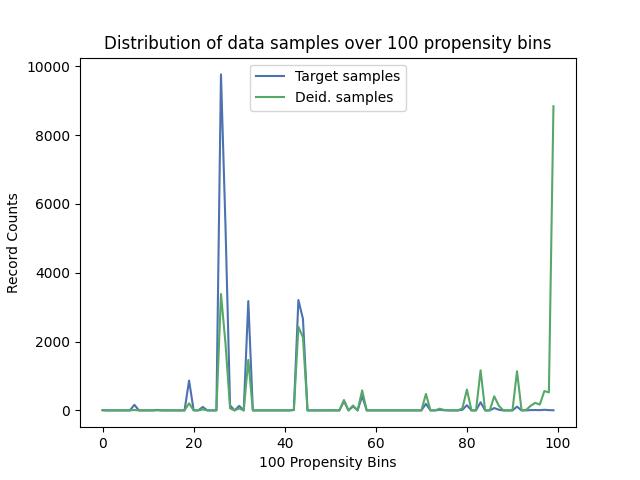 Distribution of data samples over 100 propensity bins
Target samples
Deid. samples
10000
8000
6000
4000
2000
0
Record Counts
0 20 40 60 80 100
100 Propensity Bins